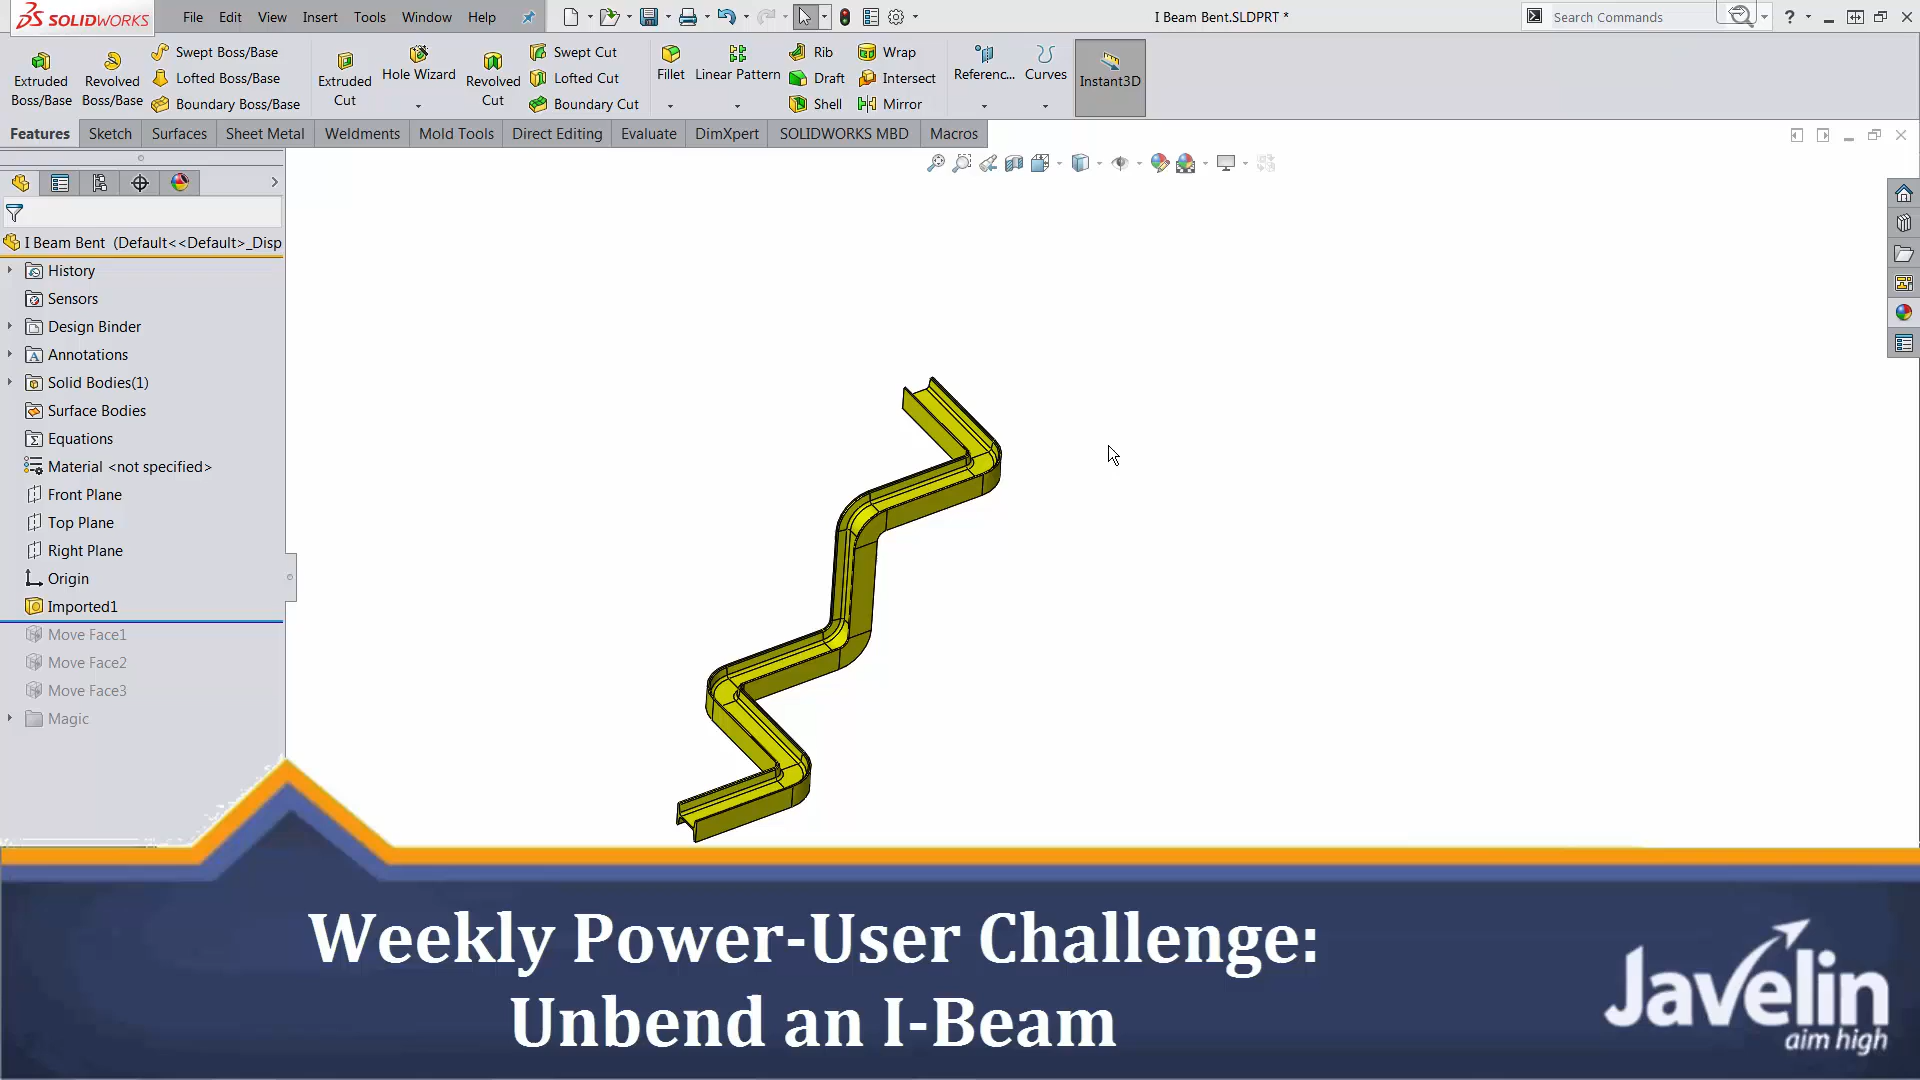 SOLIDWORKS
File Edit View Insert Tools Window Help
I Beam Bent.SLDPRT *
Search Commands
?
Extruded Boss/Base
Revolved Boss/Base
Swept Boss/Base
Lofted Boss/Base
Boundary Boss/Base
Extruded Cut
Hole Wizard
Revolved Cut
Swept Cut
Lofted Cut
Boundary Cut
Fillet
Linear Pattern
Rib
Draft
Shell
Wrap
Intersect
Mirror
Referenc...
Curves
Instant3D
Features Sketch Surfaces Sheet Metal Weldments Mold Tools Direct Editing Evaluate DimXpert SOLIDWORKS MBD Macros
I Beam Bent (Default<<Default>_Disp
History
Sensors
Design Binder
Annotations
Solid Bodies(1)
Surface Bodies
Equations
Material <not specified>
Front Plane
Top Plane
Right Plane
Origin
Imported1
Move Face1
Move Face2
Move Face3
Magic
Weekly Power-User Challenge:
Unbend an I-Beam
Javelin
aim high